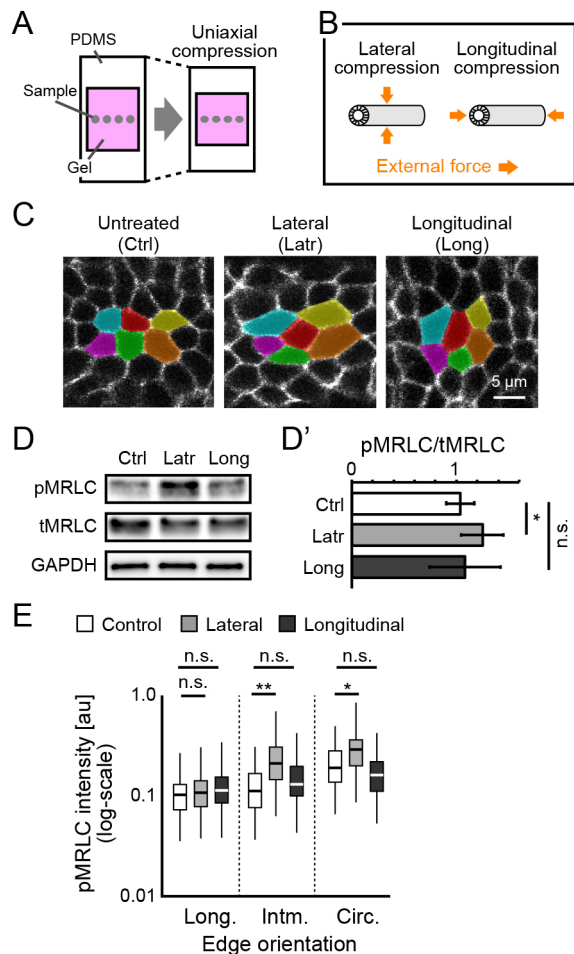 A
PDMS
Uniaxial
compression
Sample
Gel
B
Lateral
compression
Longitudinal
compression
External force
C
Untreated
(Ctrl)
Lateral
(Latr)
Longitudinal
(Long)
5 μm
D
Ctrl Latr Long
pMRLC
tMRLC
GAPDH
D'
pMRLC/tMRLC
0 1
Ctrl
Latr
Long
*
n.s.
E
Control Lateral Longitudinal
n.s. n.s. n.s.
n.s. ** *
pMRLC intensity [au]
(log-scale)
1.0
0.1
0.01
Long. Intm. Circ.
Edge orientation